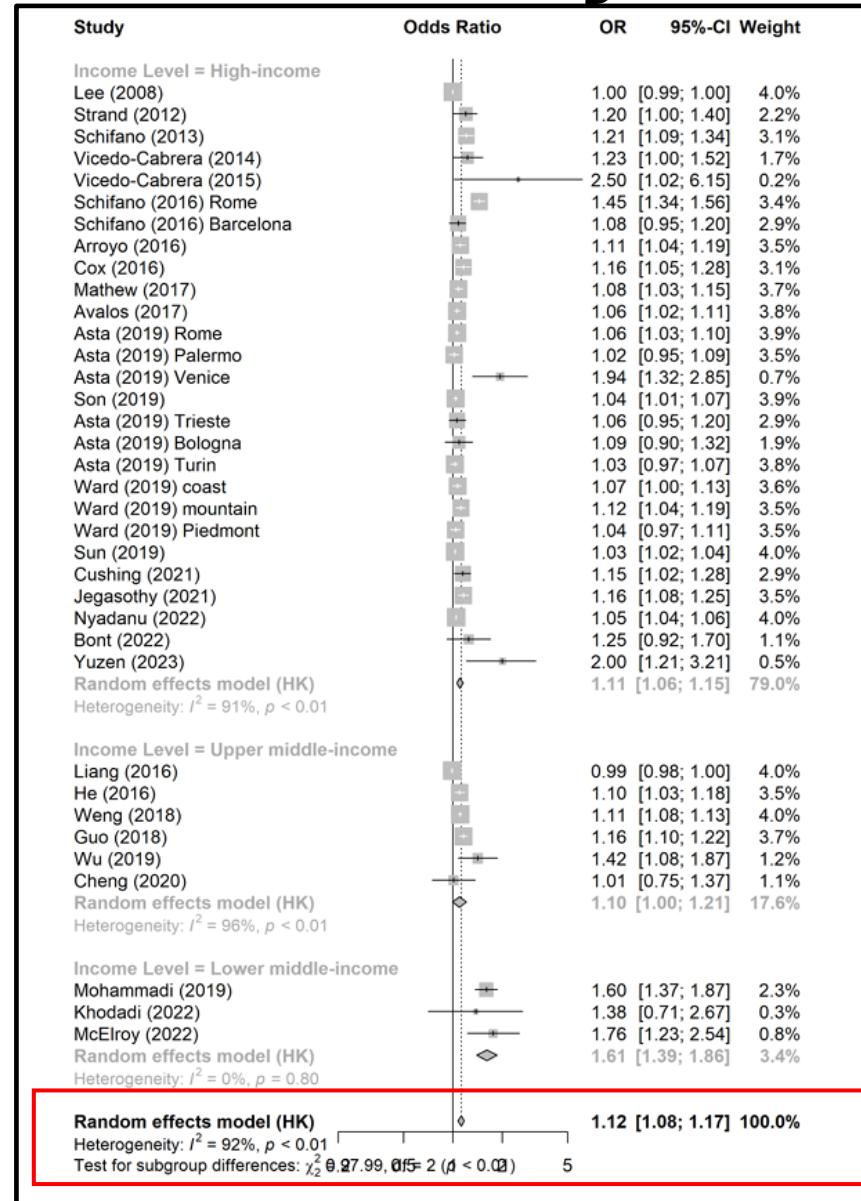 Study Odds Ratio OR 95%-CI Weight
Income Level = High-income
Lee (2008) 1.00 [0.99; 1.00] 4.0%
Strand (2012) 1.20 [1.00; 1.40] 2.2%
Schifano (2013) 1.21 [1.09; 1.34] 3.1%
Vicedo-Cabrera (2014) 1.23 [1.00; 1.52] 1.7%
Vicedo-Cabrera (2015) 2.50 [1.02; 6.15] 0.2%
Schifano (2016) Rome 1.45 [1.34; 1.56] 3.4%
Schifano (2016) Barcelona 1.08 [0.95; 1.20] 2.9%
Arroyo (2016) 1.11 [1.04; 1.19] 3.5%
Cox (2016) 1.16 [1.05; 1.28] 3.1%
Mathew (2017) 1.08 [1.03; 1.15] 3.7%
Avalos (2017) 1.06 [1.02; 1.11] 3.8%
Asta (2019) Rome 1.06 [1.03; 1.10] 3.9%
Asta (2019) Palermo 1.02 [0.95; 1.09] 3.5%
Asta (2019) Venice 1.94 [1.32; 2.85] 0.7%
Son (2019) 1.04 [1.01; 1.07] 3.9%
Asta (2019) Trieste 1.06 [0.95; 1.20] 2.9%
Asta (2019) Bologna 1.09 [0.90; 1.32] 1.9%
Asta (2019) Turin 1.03 [0.97; 1.07] 3.8%
Ward (2019) coast 1.07 [1.00; 1.13] 3.6%
Ward (2019) mountain 1.12 [1.04; 1.19] 3.5%
Ward (2019) Piedmont 1.04 [0.97; 1.11] 3.5%
Sun (2019) 1.03 [1.02; 1.04] 4.0%
Cushing (2021) 1.15 [1.02; 1.28] 2.9%
Jegasothy (2021) 1.16 [1.08; 1.25] 3.5%
Nyadanu (2022) 1.05 [1.04; 1.06] 4.0%
Bont (2022) 1.25 [0.92; 1.70] 1.1%
Yuzen (2023) 2.00 [1.21; 3.21] 0.5%
Random effects model (HK) 1.11 [1.06; 1.15] 79.0%
Heterogeneity: I² = 91%, p < 0.01
Income Level = Upper middle-income
Liang (2016) 0.99 [0.98; 1.00] 4.0%
He (2016) 1.10 [1.03; 1.18] 3.5%
Weng (2018) 1.11 [1.08; 1.13] 4.0%
Guo (2018) 1.16 [1.10; 1.22] 3.7%
Wu (2019) 1.42 [1.08; 1.87] 1.2%
Cheng (2020) 1.01 [0.75; 1.37] 1.1%
Random effects model (HK) 1.10 [1.00; 1.21] 17.6%
Heterogeneity: I² = 96%, p < 0.01
Income Level = Lower middle-income
Mohammadi (2019) 1.60 [1.37; 1.87] 2.3%
Khodadi (2022) 1.38 [0.71; 2.67] 0.3%
McElroy (2022) 1.76 [1.23; 2.54] 0.8%
Random effects model (HK) 1.61 [1.39; 1.86] 3.4%
Heterogeneity: I² = 0%, p = 0.80
Random effects model (HK) 1.12 [1.08; 1.17] 100.0%
Heterogeneity: I² = 92%, p < 0.01
Test for subgroup differences: 5